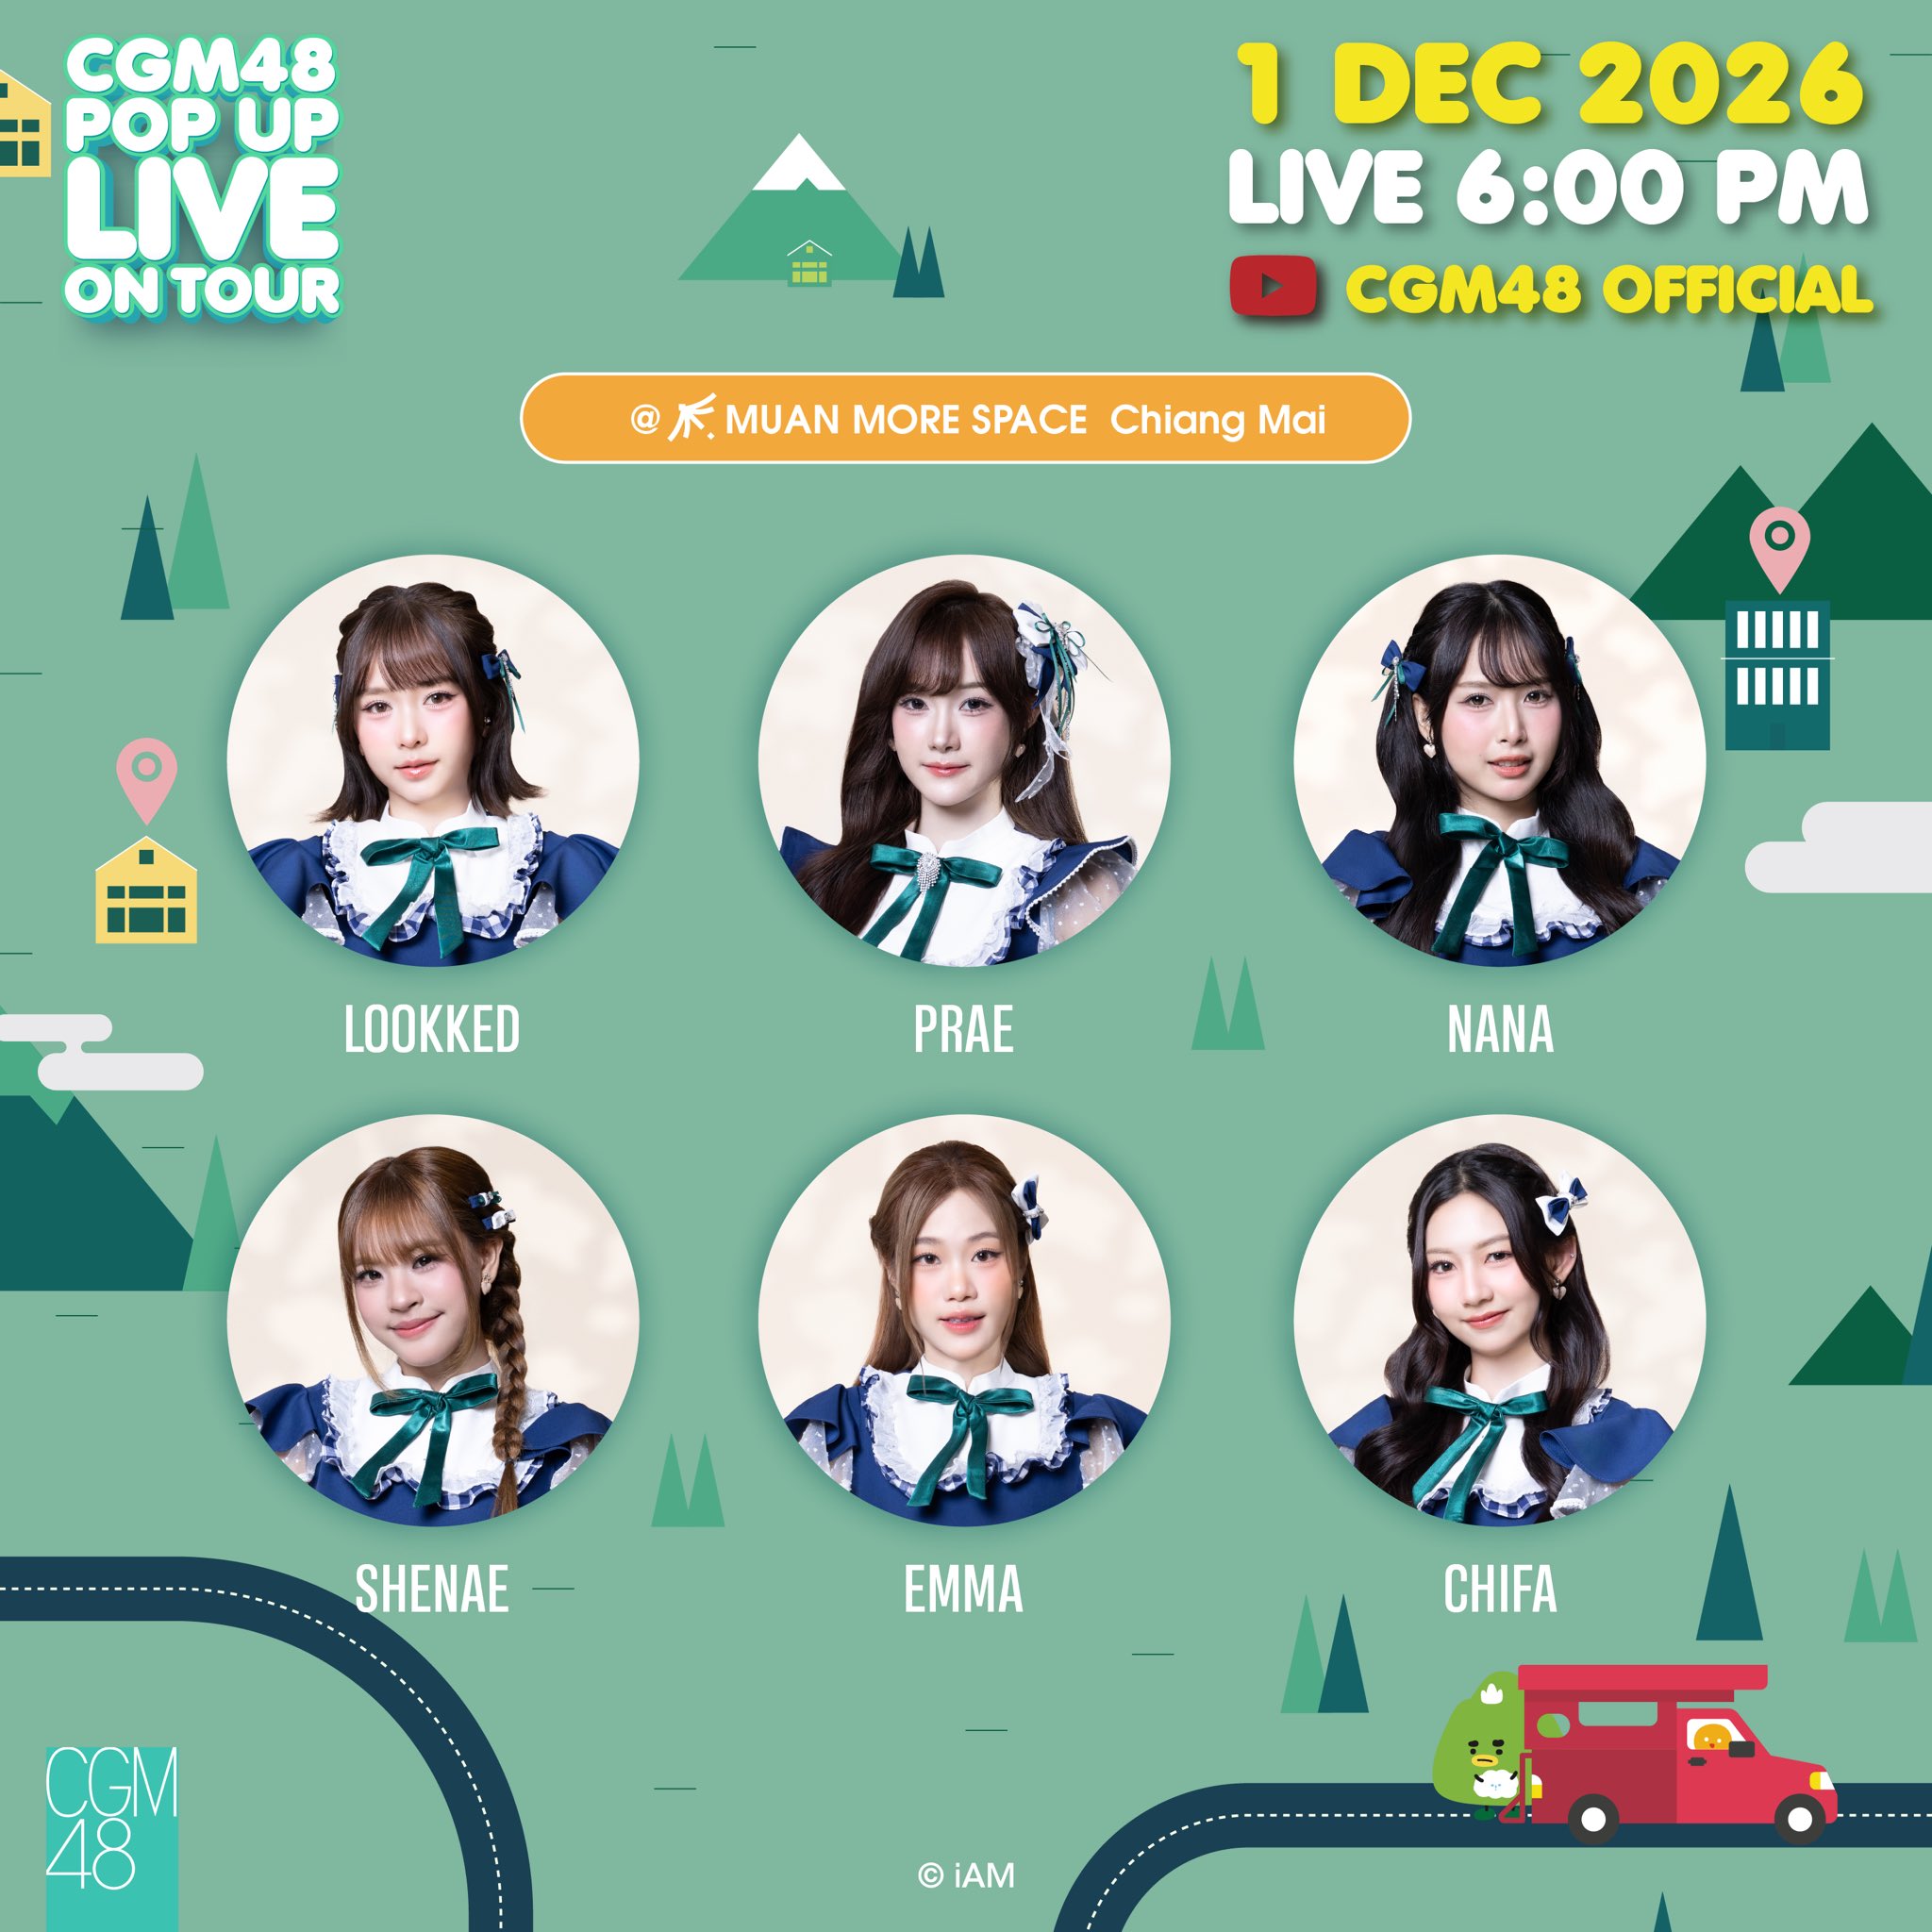 CGM48
POP UP
LIVE
ON TOUR
1 DEC 2026
LIVE 6:00 PM
CGM48 OFFICIAL
@ MUAN MORE SPACE Chiang Mai
LOOKKED
PRAE
NANA
SHENAE
EMMA
CHIFA
CGM
48
© iAM